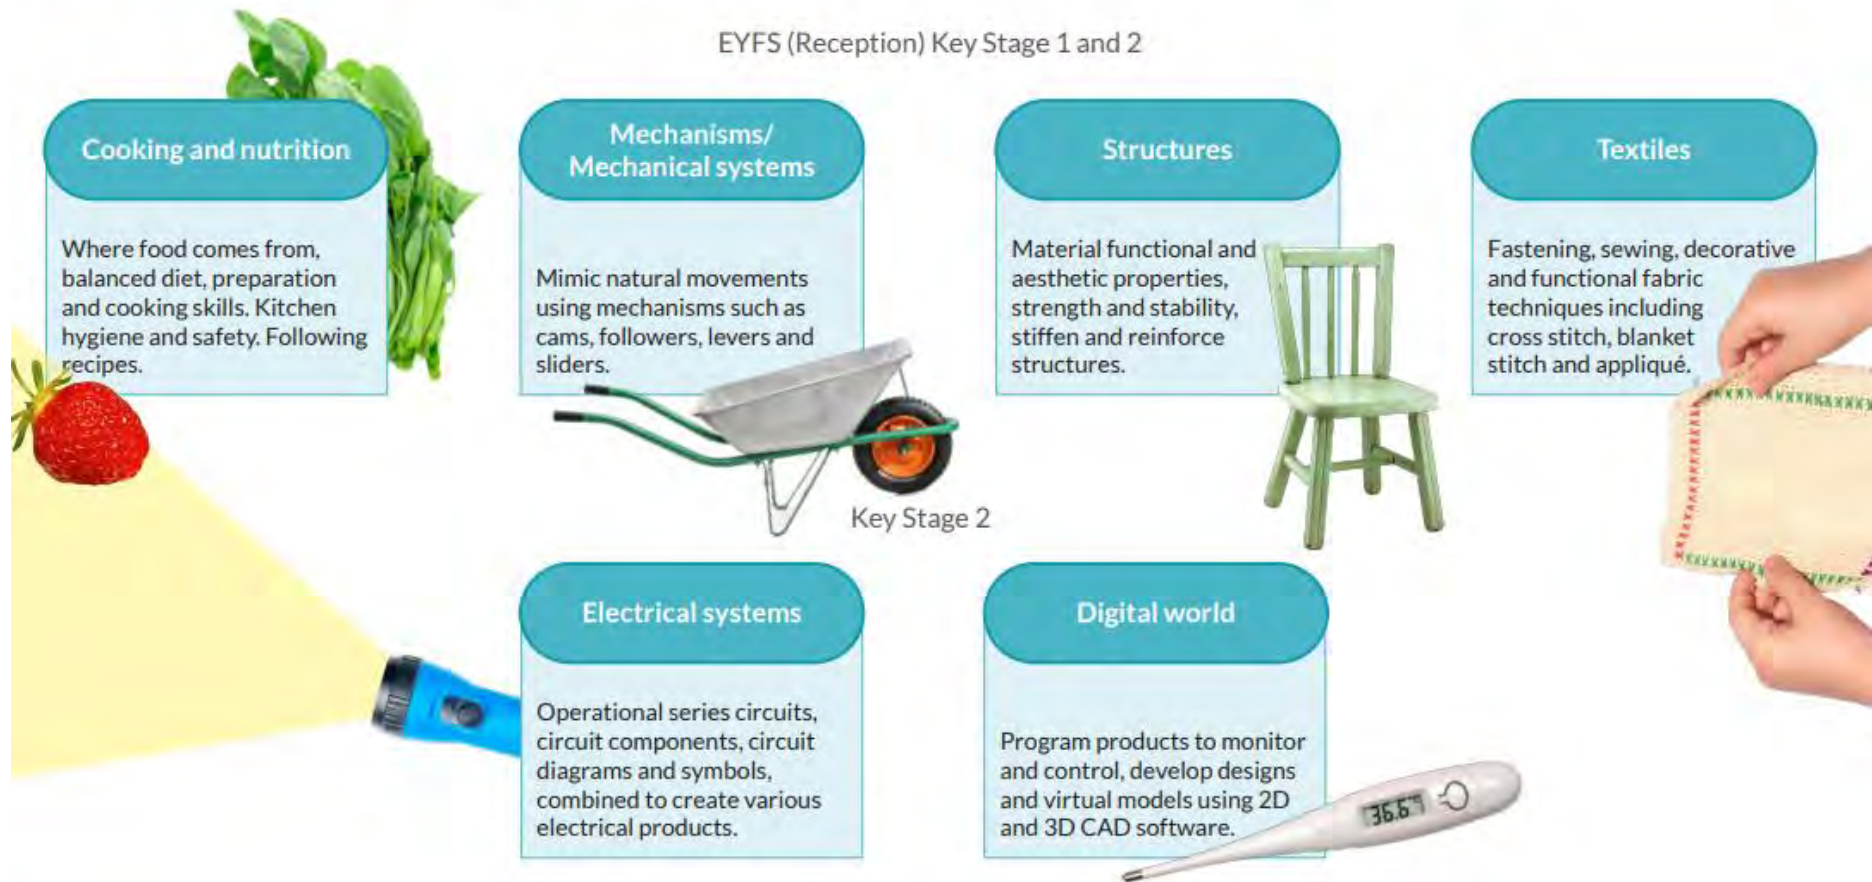 EYFS (Reception) Key Stage 1 and 2
Cooking and nutrition
Where food comes from,
balanced diet, preparation
and cooking skills. Kitchen
hygiene and safety. Following
recipes.
Mechanisms/
Mechanical systems
Mimic natural movements
using mechanisms such as
cams, followers, levers and
sliders.
Structures
Material functional and
aesthetic properties,
strength and stability,
stiffen and reinforce
structures.
Textiles
Fastening, sewing, decorative
and functional fabric
techniques including
cross stitch, blanket
stitch and appliqué.
Key Stage 2
Electrical systems
Operational series circuits,
circuit components, circuit
diagrams and symbols,
combined to create various
electrical products.
Digital world
Program products to monitor
and control, develop designs
and virtual models using 2D
and 3D CAD software.
36.6